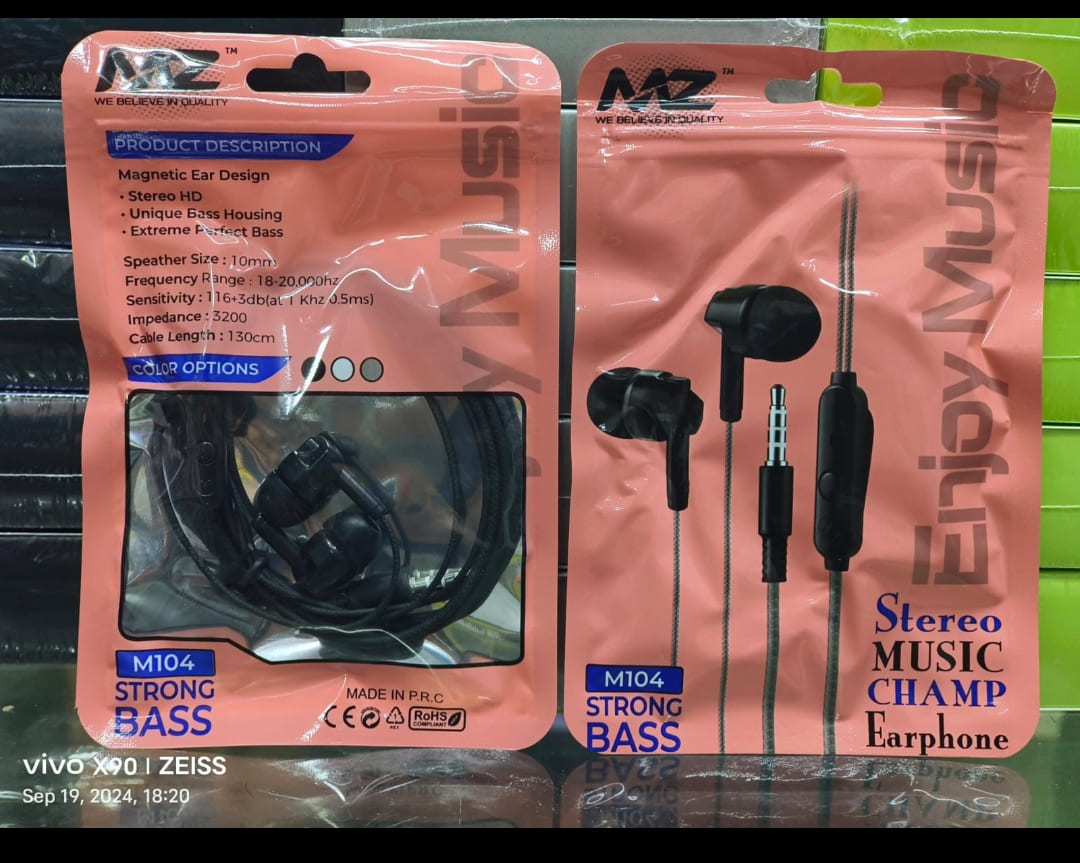 MZ™
WE BELIEVE IN QUALITY
PRODUCT DESCRIPTION
Magnetic Ear Design
• Stereo HD
• Unique Bass Housing
• Extreme Perfect Bass
Speather Size : 10mm
Frequency Range : 18-20,000hz
Sensitivity : 116+3db(at 1 Khz 0.5ms)
Impedance : 3200
Cable Length : 130cm
COLOR OPTIONS
Enjoy Music
M104
STRONG
BASS
MADE IN P.R.C
CE PET RoHS
COMPLIANT
MZ™
WE BELIEVE IN QUALITY
Enjoy Music
M104
STRONG
BASS
Stereo
MUSIC
CHAMP
Earphone
vivo X90 | ZEISS
Sep 19, 2024, 18:20